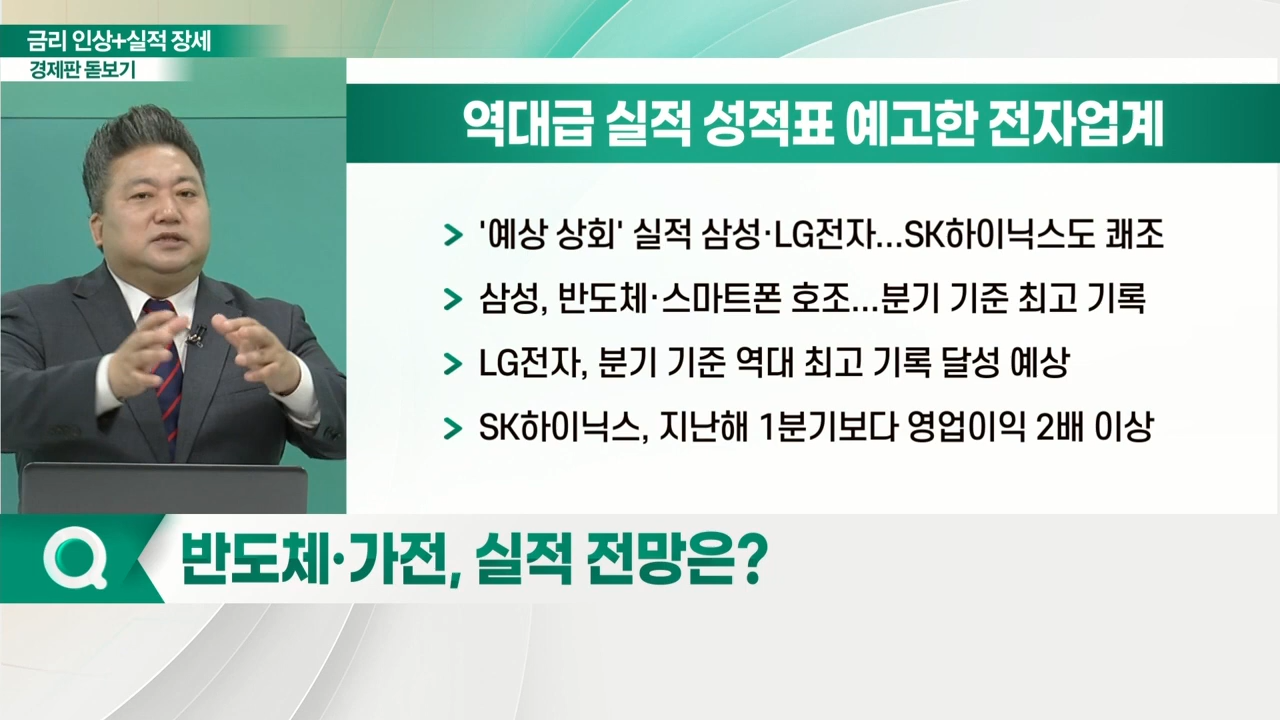 금리 인상+실적 장세
경제판 돋보기
역대급 실적 성적표 예고한 전자업계
> '예상 상회' 실적 삼성·LG전자...SK하이닉스도 쾌조
> 삼성, 반도체·스마트폰 호조...분기 기준 최고 기록
> LG전자, 분기 기준 역대 최고 기록 달성 예상
> SK하이닉스, 지난해 1분기보다 영업이익 2배 이상
Q 반도체·가전, 실적 전망은?